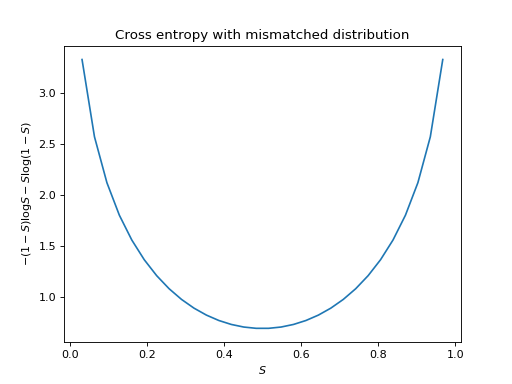 Cross entropy with mismatched distribution
−(1 − S)logS − Slog(1 − S)
3.0
2.5
2.0
1.5
1.0
0.0 0.2 0.4 0.6 0.8 1.0
S